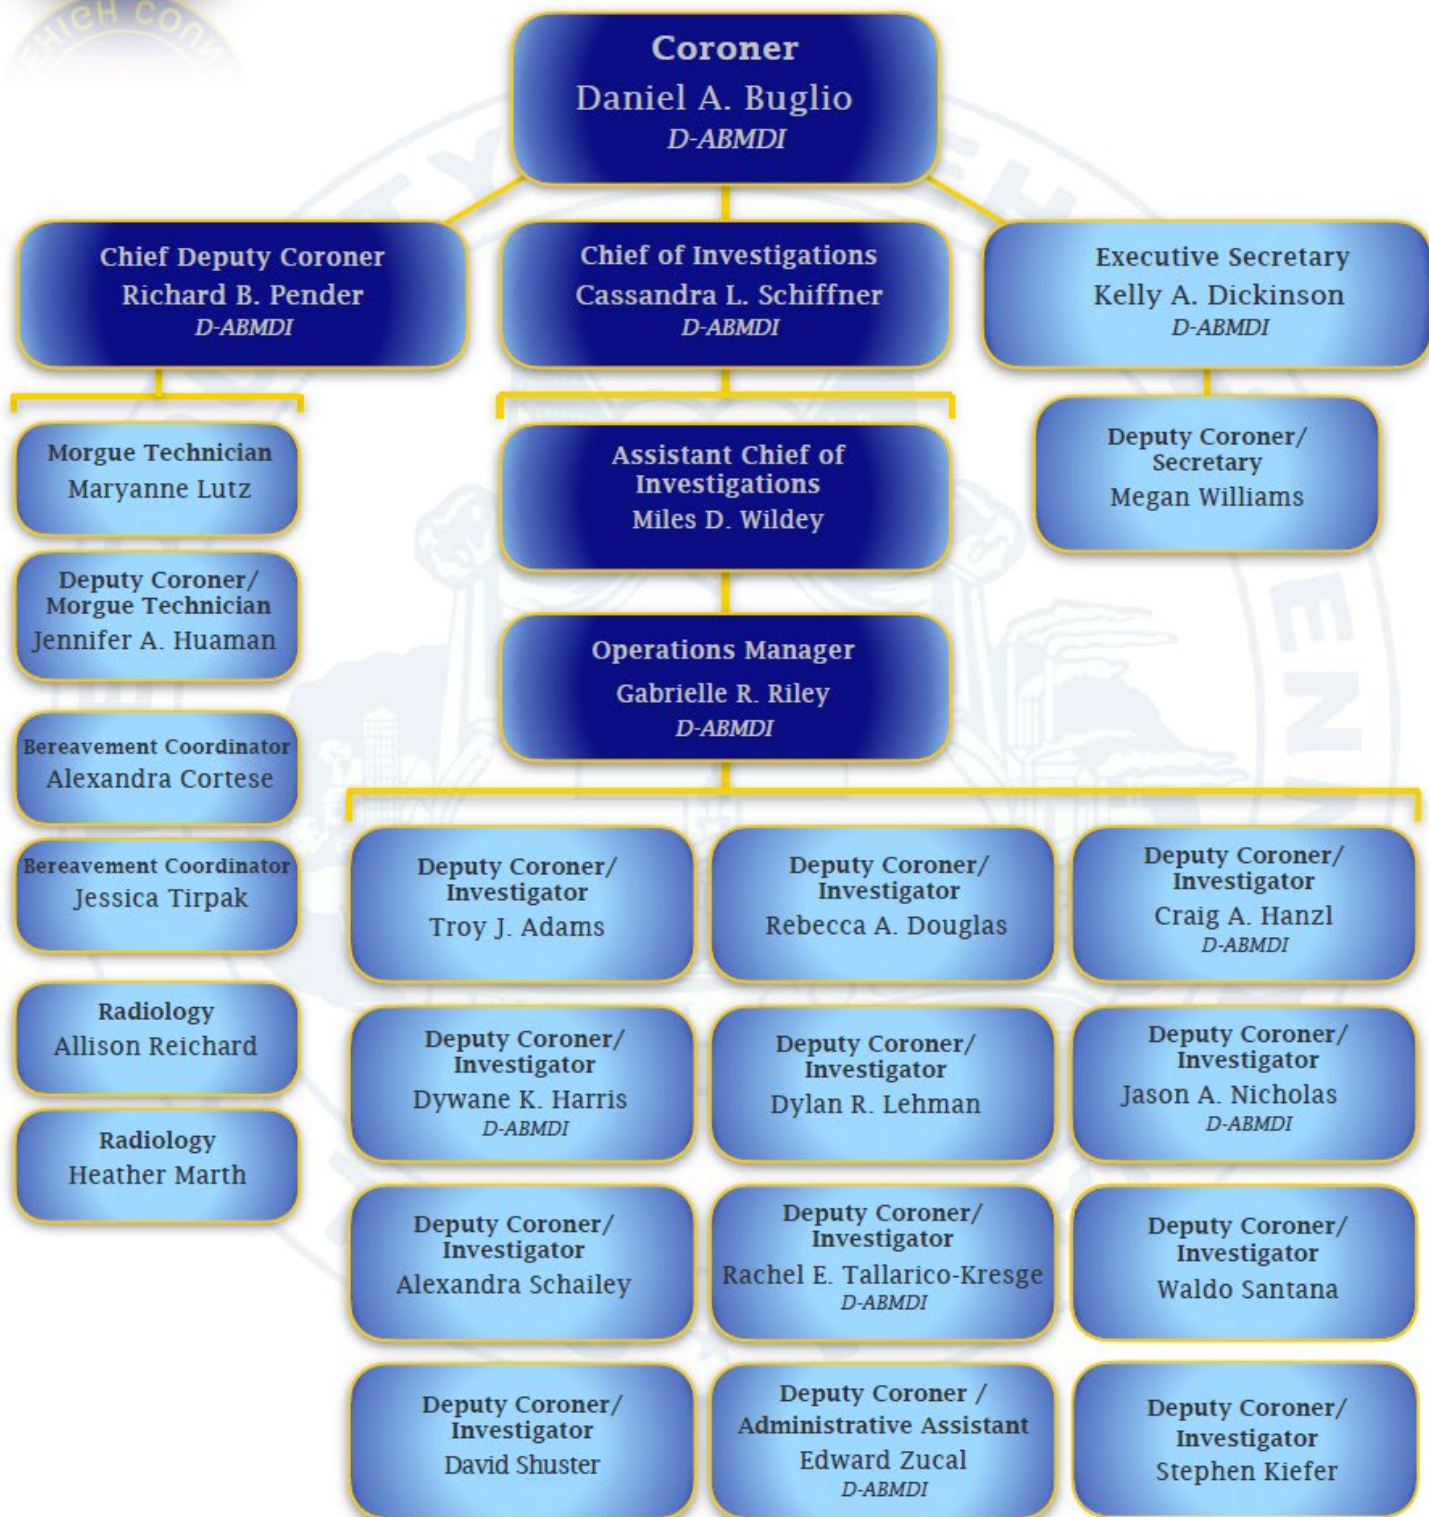 EHIGH COUN
Coroner
Daniel A. Buglio
D-ABMDI
Chief Deputy Coroner
Richard B. Pender
D-ABMDI
Chief of Investigations
Cassandra L. Schiffner
D-ABMDI
Executive Secretary
Kelly A. Dickinson
D-ABMDI
Morgue Technician
Maryanne Lutz
Deputy Coroner/
Morgue Technician
Jennifer A. Huaman
Bereavement Coordinator
Alexandra Cortese
Bereavement Coordinator
Jessica Tirpak
Radiology
Allison Reichard
Radiology
Heather Marth
Assistant Chief of
Investigations
Miles D. Wildey
Operations Manager
Gabrielle R. Riley
D-ABMDI
Deputy Coroner/
Secretary
Megan Williams
Deputy Coroner/
Investigator
Troy J. Adams
Deputy Coroner/
Investigator
Rebecca A. Douglas
Deputy Coroner/
Investigator
Craig A. Hanzl
D-ABMDI
Deputy Coroner/
Investigator
Dywane K. Harris
D-ABMDI
Deputy Coroner/
Investigator
Dylan R. Lehman
Deputy Coroner/
Investigator
Jason A. Nicholas
D-ABMDI
Deputy Coroner/
Investigator
Alexandra Schailey
Deputy Coroner/
Investigator
Rachel E. Tallarico-Kresge
D-ABMDI
Deputy Coroner/
Investigator
Waldo Santana
Deputy Coroner/
Investigator
David Shuster
Deputy Coroner /
Administrative Assistant
Edward Zucal
D-ABMDI
Deputy Coroner/
Investigator
Stephen Kiefer